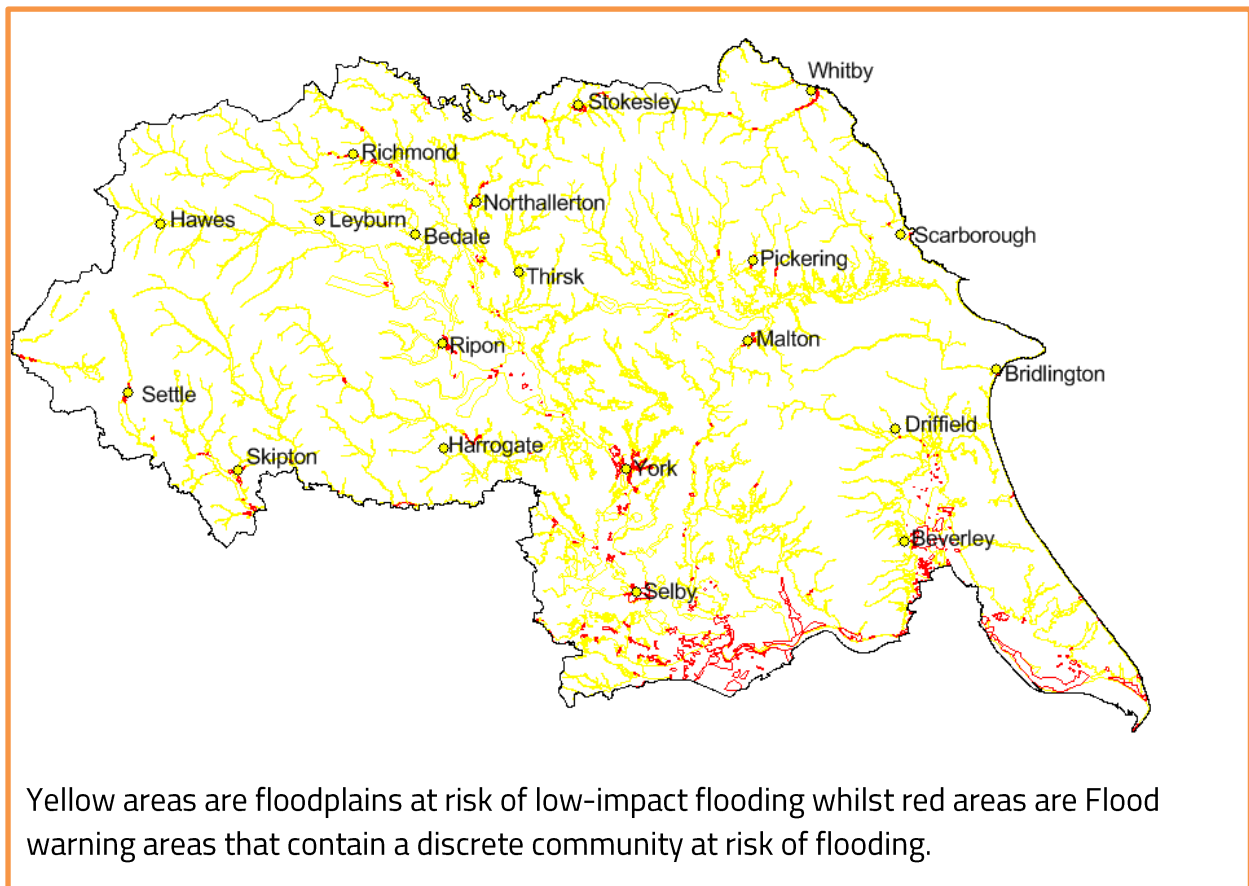 Whitby
Stokesley
Richmond
Northallerton
Hawes
Leyburn
Bedale
Scarborough
Pickering
Thirsk
Ripon
Malton
Bridlington
Settle
Driffield
Harrogate
Skipton
York
Beverley
Selby
Yellow areas are floodplains at risk of low-impact flooding whilst red areas are Flood
warning areas that contain a discrete community at risk of flooding.